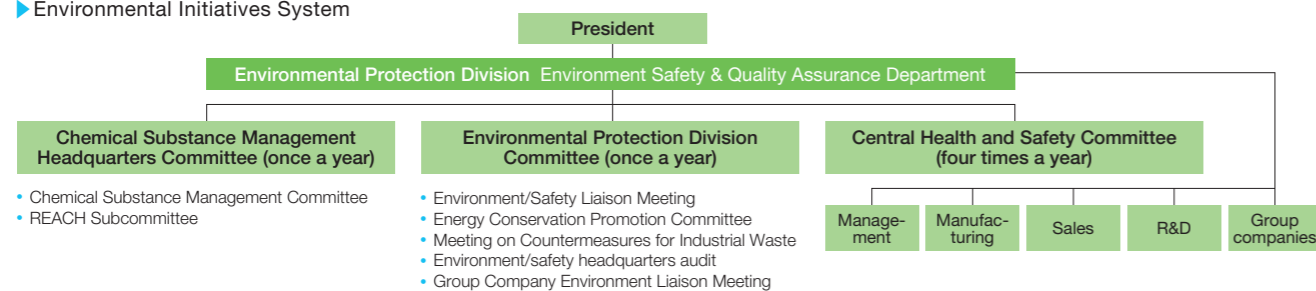 Environmental Initiatives System
President
Environmental Protection Division Environment Safety & Quality Assurance Department
Chemical Substance Management
Headquarters Committee (once a year)
• Chemical Substance Management Committee
• REACH Subcommittee
Environmental Protection Division
Committee (once a year)
• Environment/Safety Liaison Meeting
• Energy Conservation Promotion Committee
• Meeting on Countermeasures for Industrial Waste
• Environment/safety headquarters audit
• Group Company Environment Liaison Meeting
Central Health and Safety Committee
(four times a year)
Manage-
ment
Manufac-
turing
Sales
R&D
Group
companies